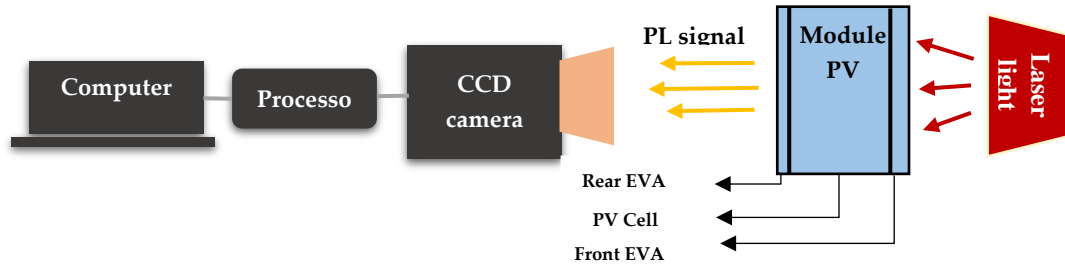 Computer
Processo
CCD
camera
PL signal
Module
PV
Laser
light
Rear EVA
PV Cell
Front EVA